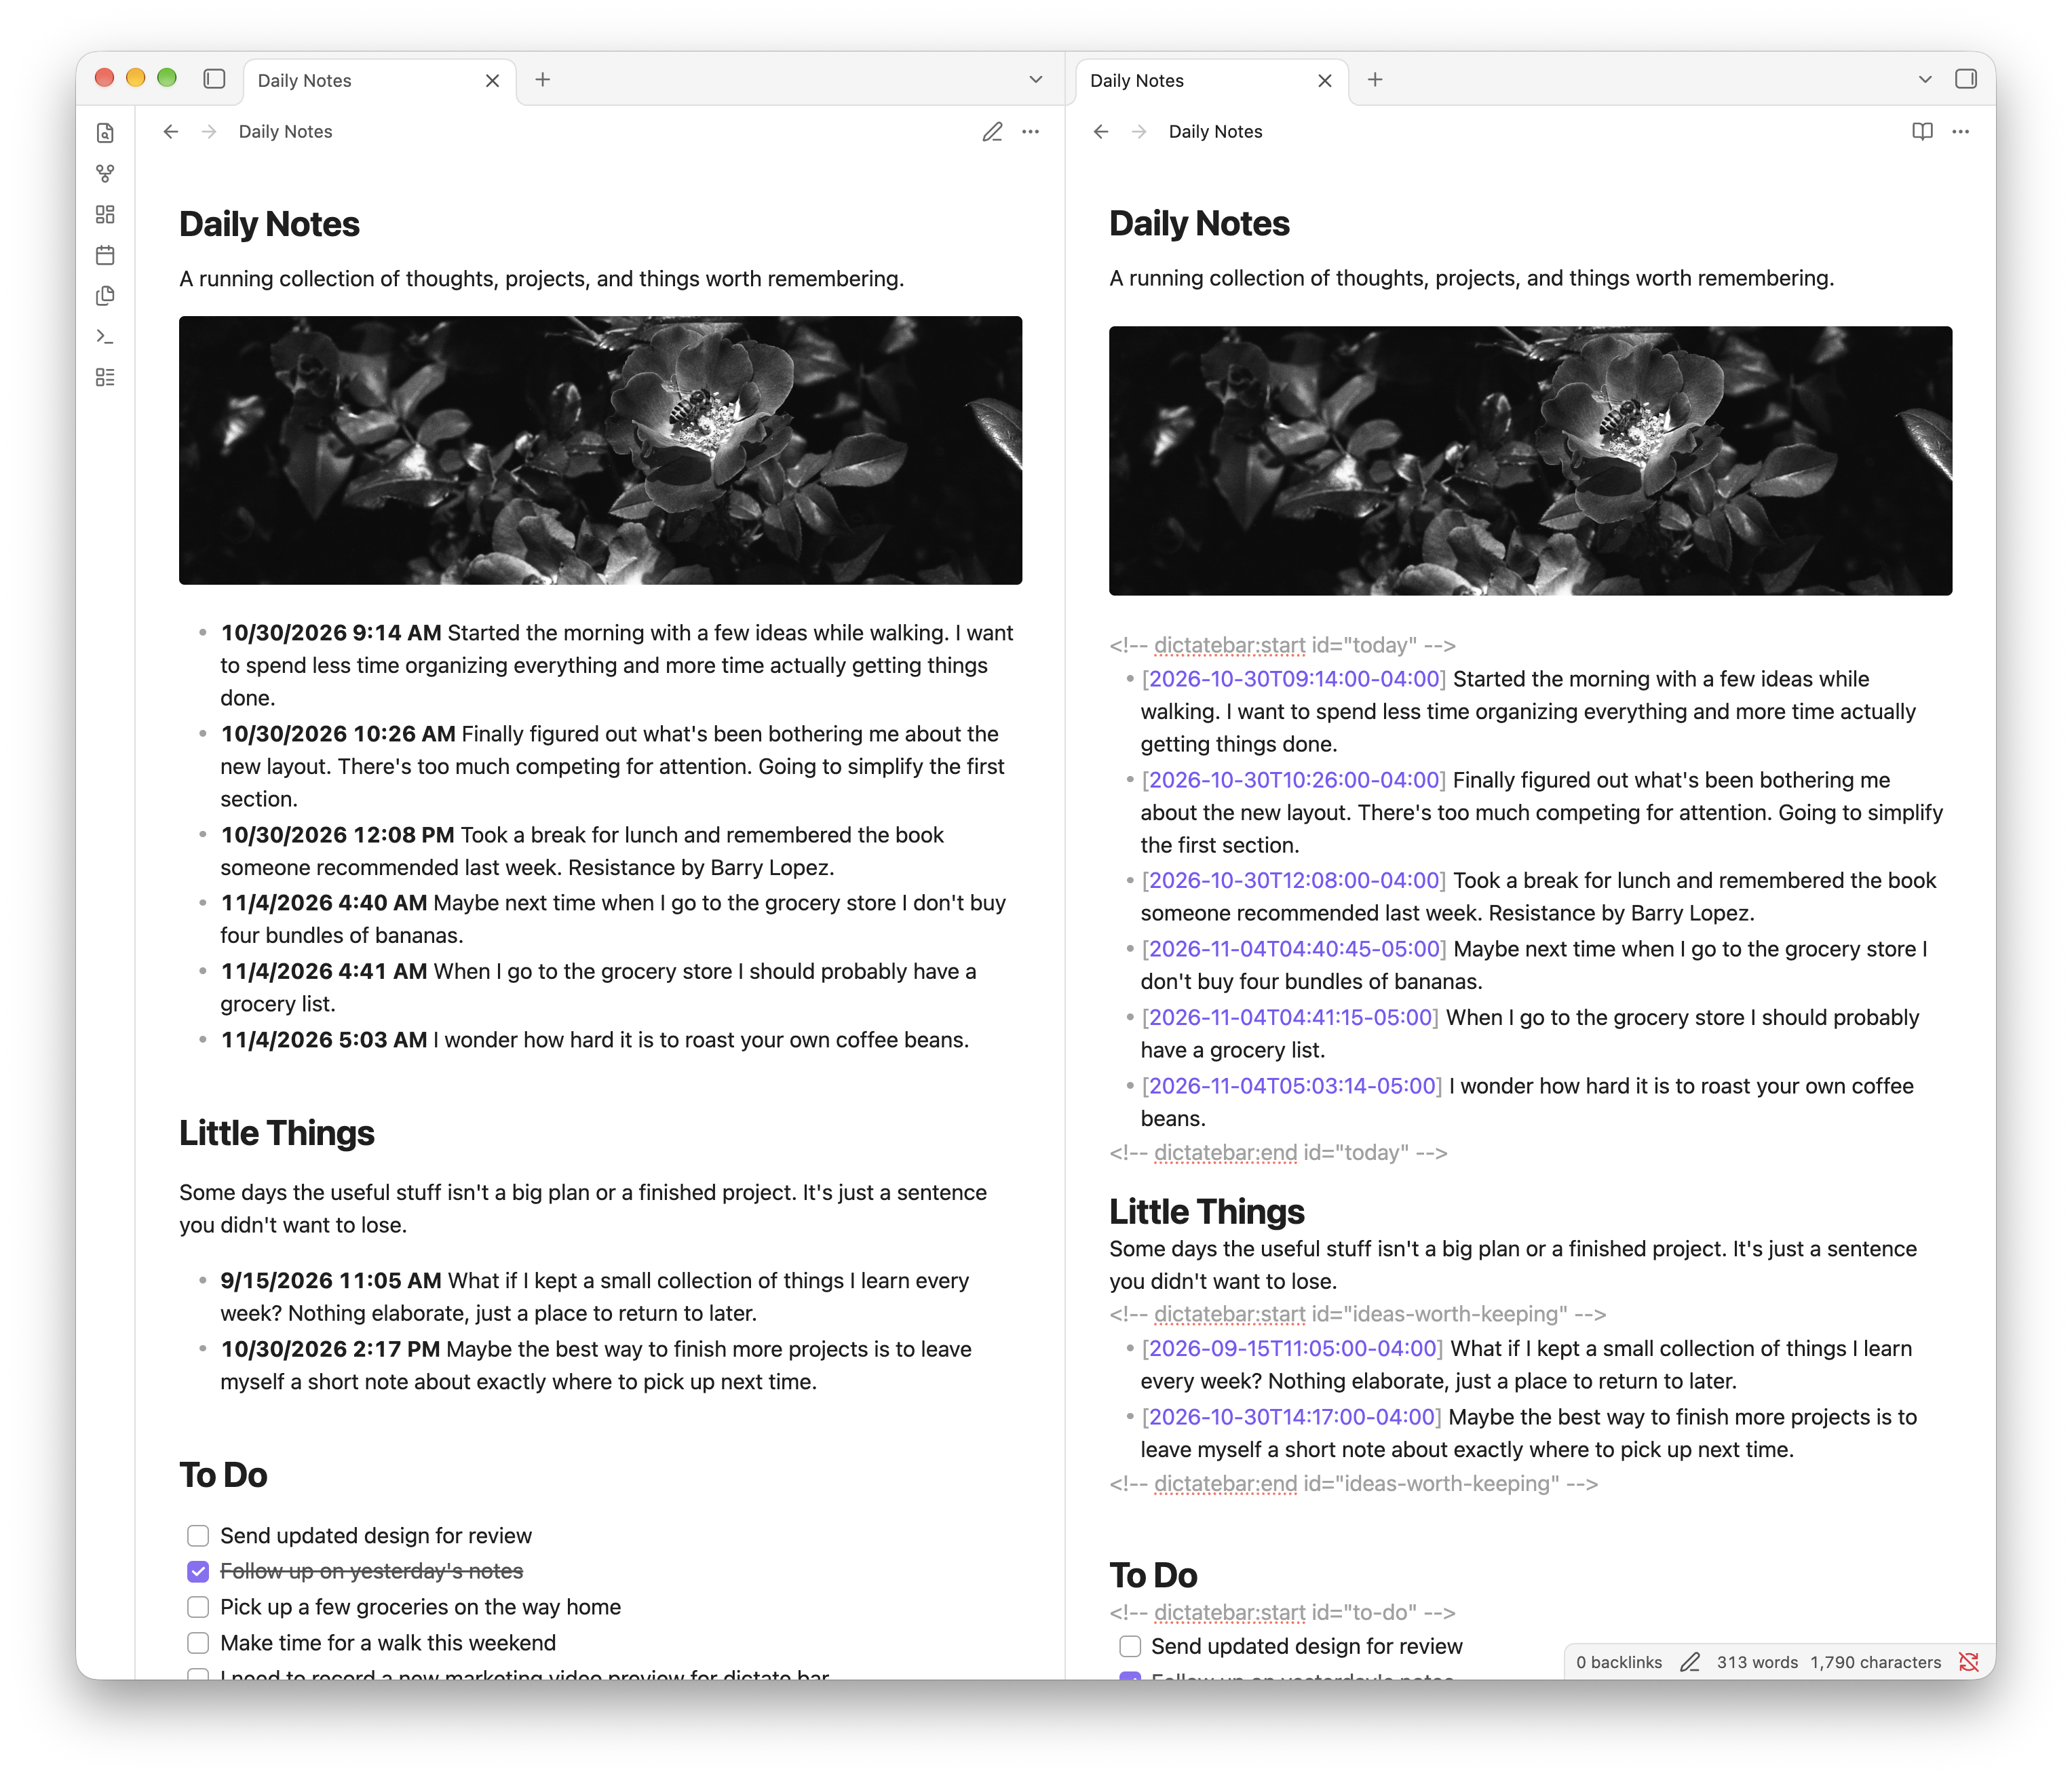 Daily Notes
Daily Notes
Daily Notes
A running collection of thoughts, projects, and things worth remembering.
10/30/2026 9:14 AM Started the morning with a few ideas while walking. I want
to spend less time organizing everything and more time actually getting things
done.
10/30/2026 10:26 AM Finally figured out what's been bothering me about the
new layout. There's too much competing for attention. Going to simplify the first
section.
10/30/2026 12:08 PM Took a break for lunch and remembered the book
someone recommended last week. Resistance by Barry Lopez.
11/4/2026 4:40 AM Maybe next time when I go to the grocery store I don't buy
four bundles of bananas.
11/4/2026 4:41 AM When I go to the grocery store I should probably have a
grocery list.
11/4/2026 5:03 AM I wonder how hard it is to roast your own coffee beans.
Little Things
Some days the useful stuff isn't a big plan or a finished project. It's just a sentence
you didn't want to lose.
9/15/2026 11:05 AM What if I kept a small collection of things I learn every
week? Nothing elaborate, just a place to return to later.
10/30/2026 2:17 PM Maybe the best way to finish more projects is to leave
myself a short note about exactly where to pick up next time.
To Do
Send updated design for review
Follow up on yesterday's notes
Pick up a few groceries on the way home
Make time for a walk this weekend
I need to record a new marketing video preview for dictate bar
Daily Notes
Daily Notes
Daily Notes
A running collection of thoughts, projects, and things worth remembering.
<!-- dictatebar:start id="today" -->
[2026-10-30T09:14:00-04:00] Started the morning with a few ideas while
walking. I want to spend less time organizing everything and more time actually
getting things done.
[2026-10-30T10:26:00-04:00] Finally figured out what's been bothering me
about the new layout. There's too much competing for attention. Going to simplify
the first section.
[2026-10-30T12:08:00-04:00] Took a break for lunch and remembered the book
someone recommended last week. Resistance by Barry Lopez.
[2026-11-04T04:40:45-05:00] Maybe next time when I go to the grocery store I
don't buy four bundles of bananas.
[2026-11-04T04:41:15-05:00] When I go to the grocery store I should probably
have a grocery list.
[2026-11-04T05:03:14-05:00] I wonder how hard it is to roast your own coffee
beans.
<!-- dictatebar:end id="today" -->
Little Things
Some days the useful stuff isn't a big plan or a finished project. It's just a sentence
you didn't want to lose.
<!-- dictatebar:start id="ideas-worth-keeping" -->
[2026-09-15T11:05:00-04:00] What if I kept a small collection of things I learn
every week? Nothing elaborate, just a place to return to later.
[2026-10-30T14:17:00-04:00] Maybe the best way to finish more projects is to
leave myself a short note about exactly where to pick up next time.
<!-- dictatebar:end id="ideas-worth-keeping" -->
To Do
<!-- dictatebar:start id="to-do" -->
Send updated design for review
Follow up on yesterday's notes
0 backlinks 313 words 1,790 characters